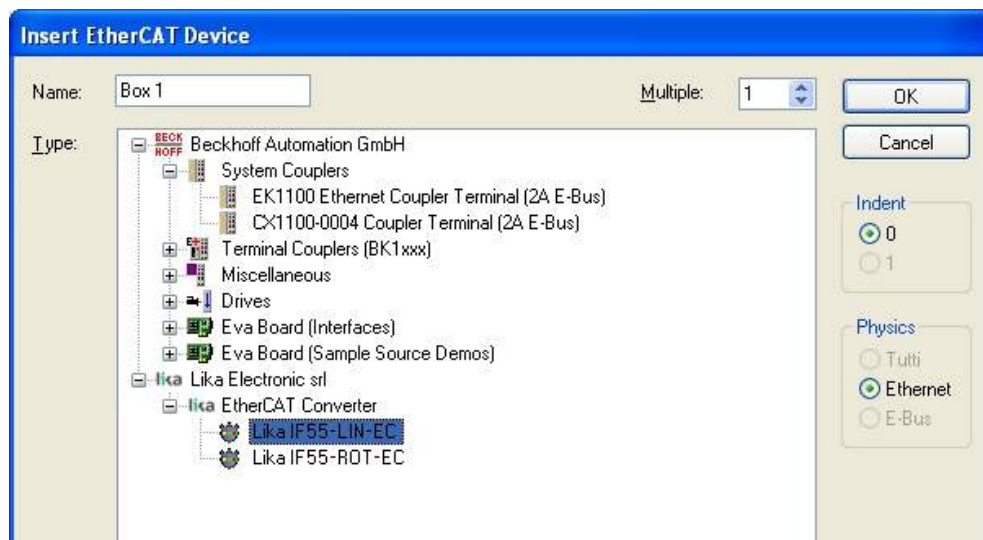 Insert EtherCAT Device
Name: Box 1 Multiple: 1 OK
Type: BECKHOFF Beckhoff Automation GmbH Cancel
System Couplers
EK1100 Ethernet Coupler Terminal (2A E-Bus)
CX1100-0004 Coupler Terminal (2A E-Bus)
Terminal Couplers (BK1xxx)
Miscellaneous
Drives
Eva Board (Interfaces)
Eva Board (Sample Source Demos)
lika Lika Electronic srl
lika EtherCAT Converter
Lika IF55-LIN-EC
Lika IF55-ROT-EC
Indent
0
1
Physics
Tutti
Ethernet
E-Bus